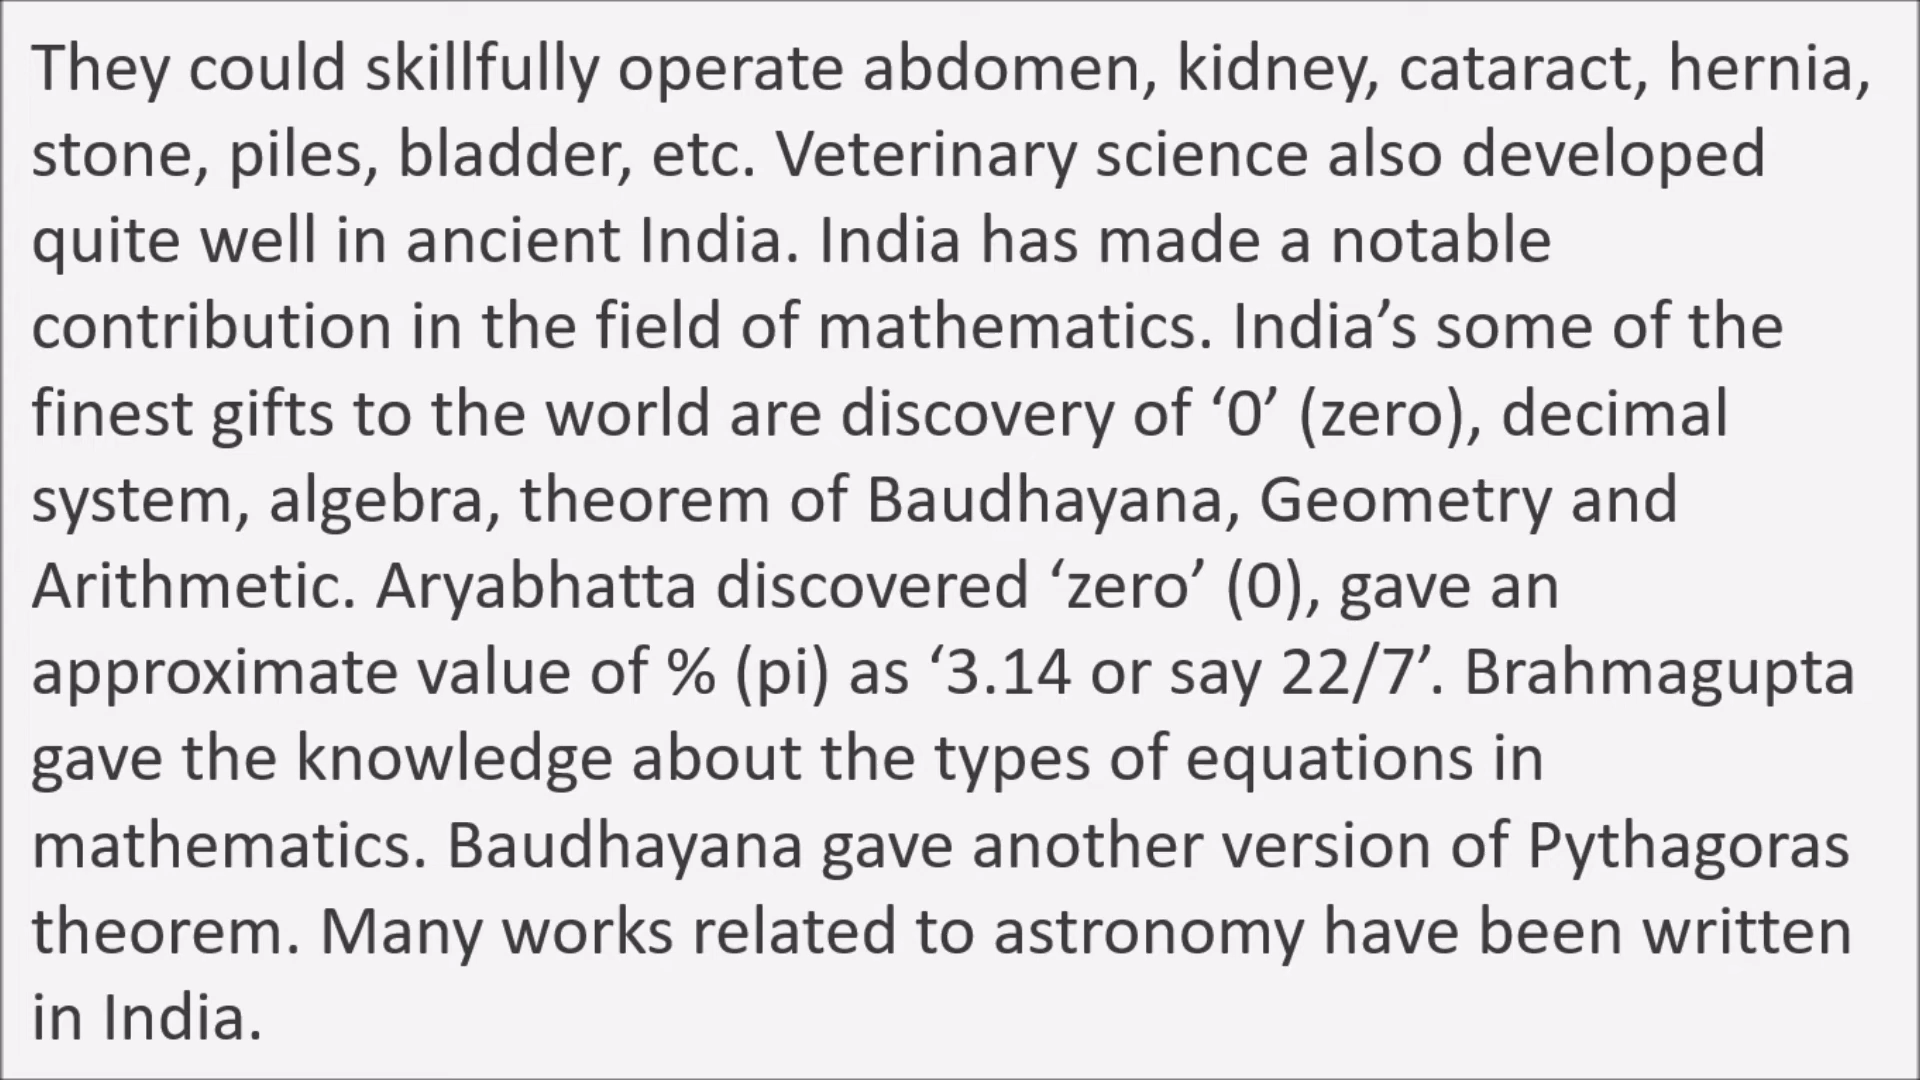 They could skillfully operate abdomen, kidney, cataract, hernia,
stone, piles, bladder, etc. Veterinary science also developed
quite well in ancient India. India has made a notable
contribution in the field of mathematics. India’s some of the
finest gifts to the world are discovery of ‘0’ (zero), decimal
system, algebra, theorem of Baudhayana, Geometry and
Arithmetic. Aryabhatta discovered ‘zero’ (0), gave an
approximate value of % (pi) as ‘3.14 or say 22/7’. Brahmagupta
gave the knowledge about the types of equations in
mathematics. Baudhayana gave another version of Pythagoras
theorem. Many works related to astronomy have been written
in India.